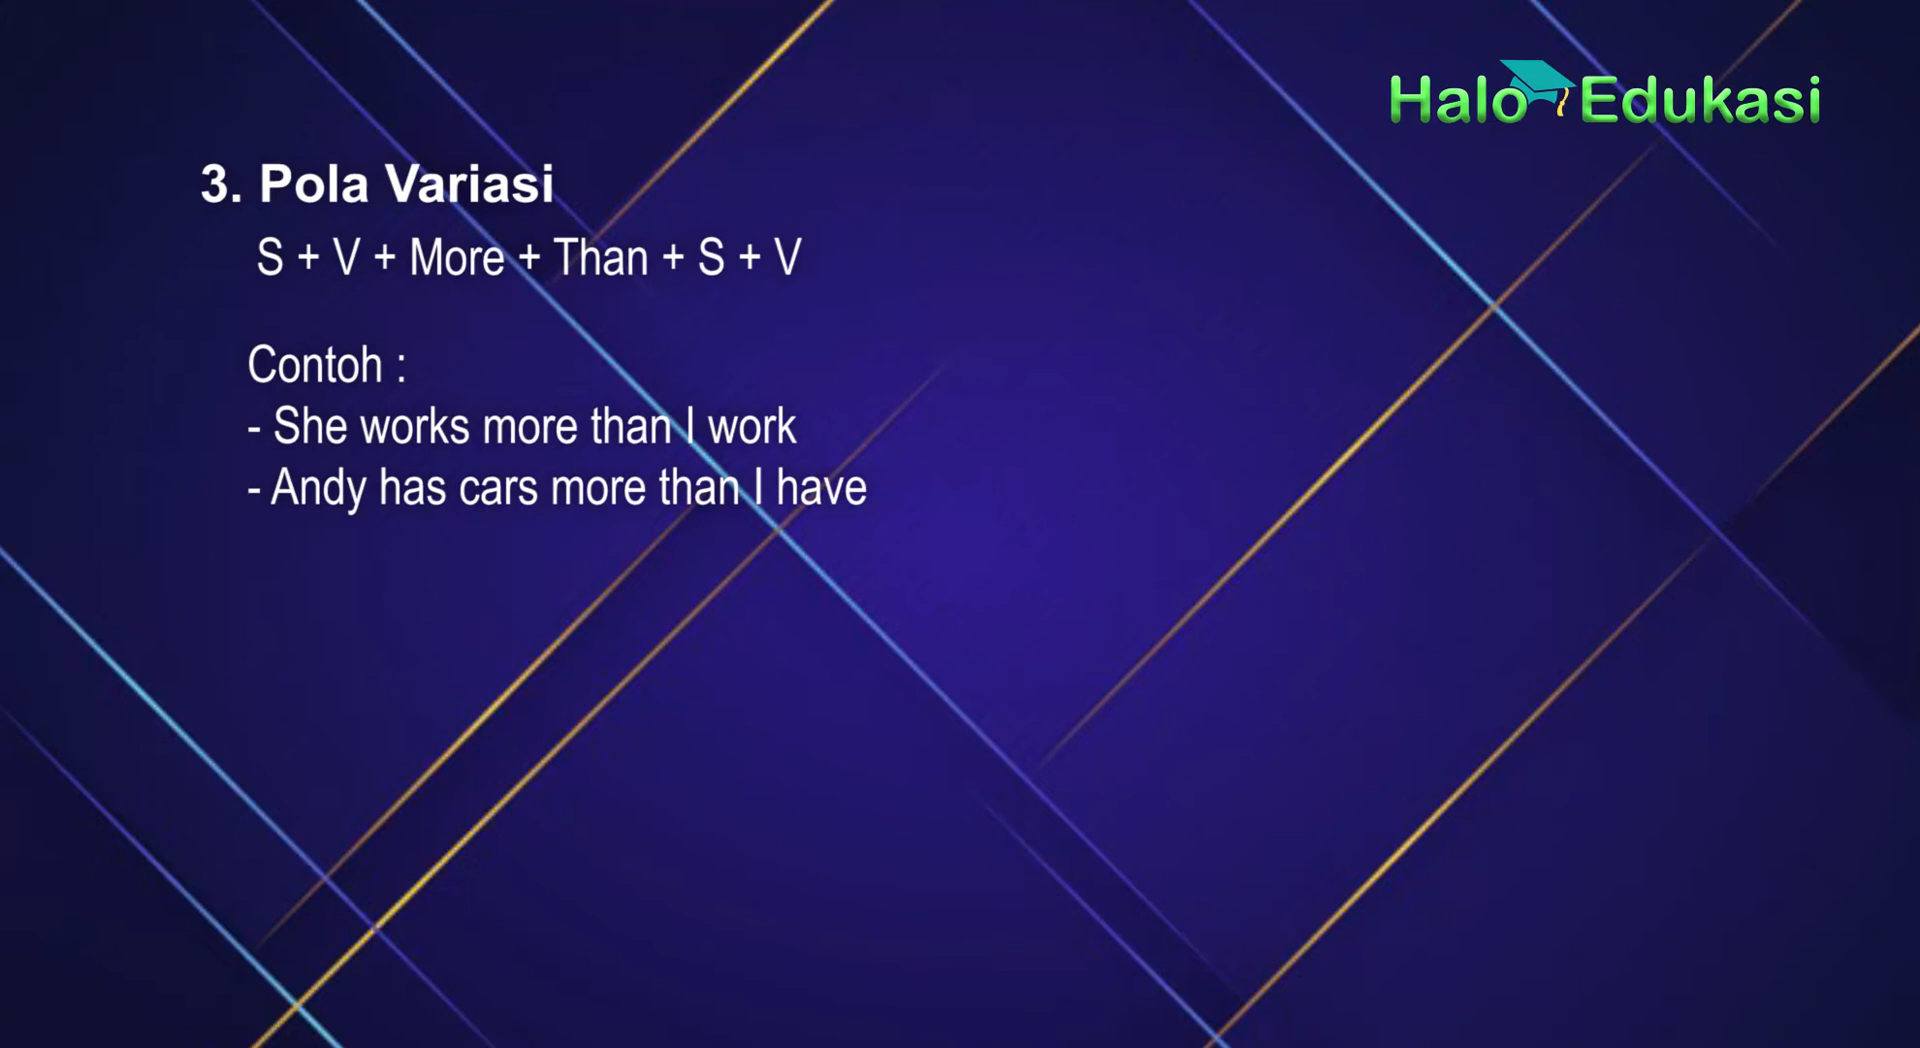 Halo Edukasi
3. Pola Variasi
S + V + More + Than + S + V
Contoh :
- She works more than I work
- Andy has cars more than I have